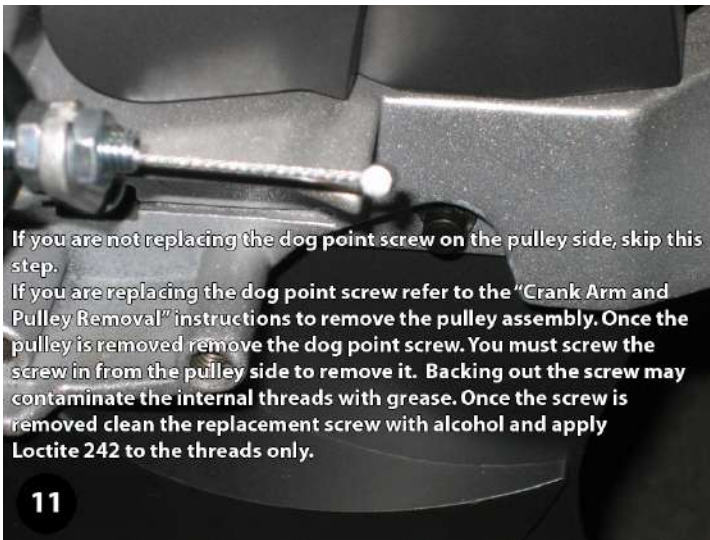 If you are not replacing the dog point screw on the pulley side, skip this
step.
If you are replacing the dog point screw refer to the "Crank Arm and
Pulley Removal" instructions to remove the pulley assembly. Once the
pulley is removed remove the dog point screw. You must screw the
screw in from the pulley side to remove it.  Backing out the screw may
contaminate the internal threads with grease. Once the screw is
removed clean the replacement screw with alcohol and apply
Loctite 242 to the threads only.
11